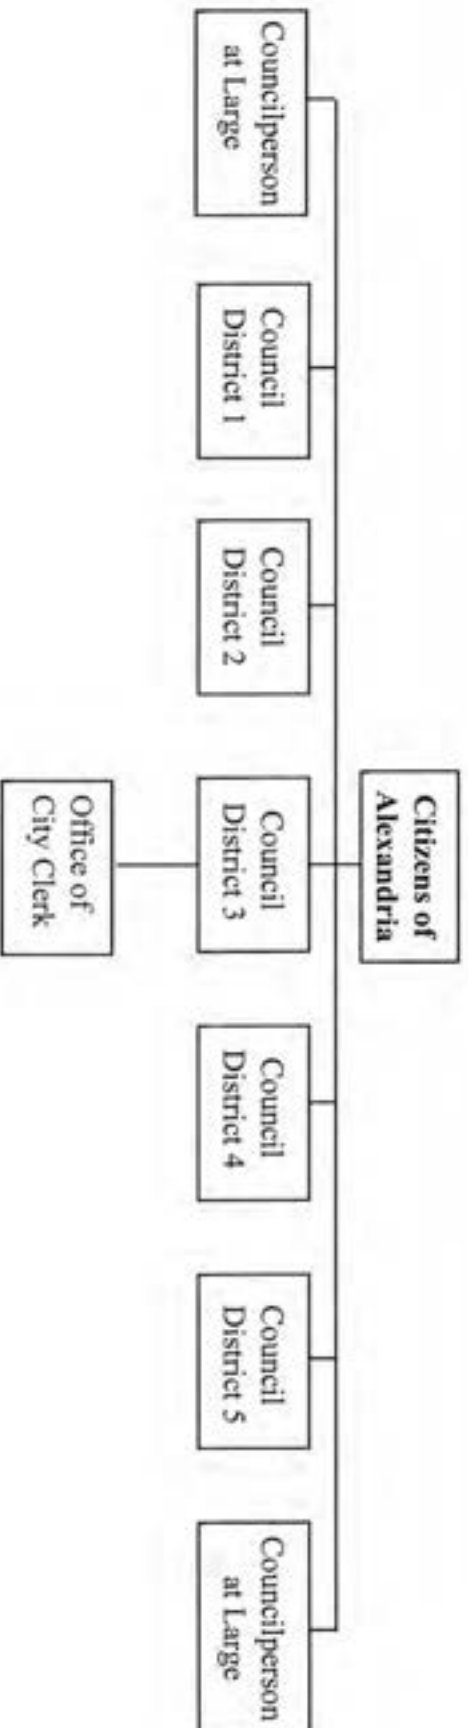 Citizens of
Alexandria
Councilperson
at Large
Council
District 1
Council
District 2
Council
District 3
Council
District 4
Council
District 5
Councilperson
at Large
Office of
City Clerk